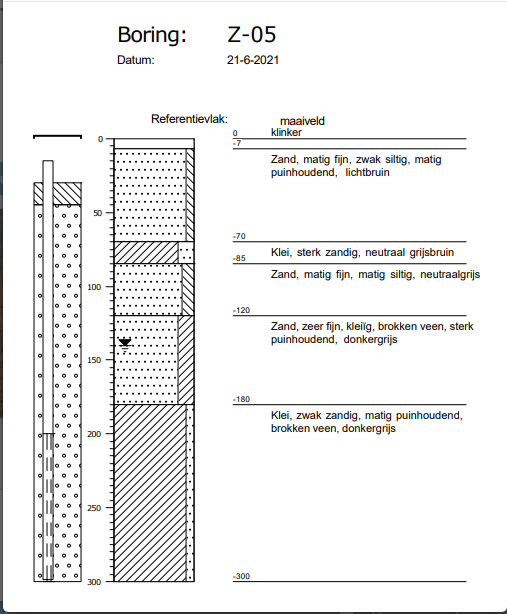 Boring: Z-05
Datum: 21-6-2021
Referentievlak: maaiveld
0 klinker
-7
Zand, matig fijn, zwak siltig, matig
puinhoudend, lichtbruin
-70
Klei, sterk zandig, neutraal grijsbruin
-85
Zand, matig fijn, matig siltig, neutraalgrijs
-120
Zand, zeer fijn, kleiïg, brokken veen, sterk
puinhoudend, donkergrijs
-180
Klei, zwak zandig, matig puinhoudend,
brokken veen, donkergrijs
-300
0
50
100
150
200
250
300